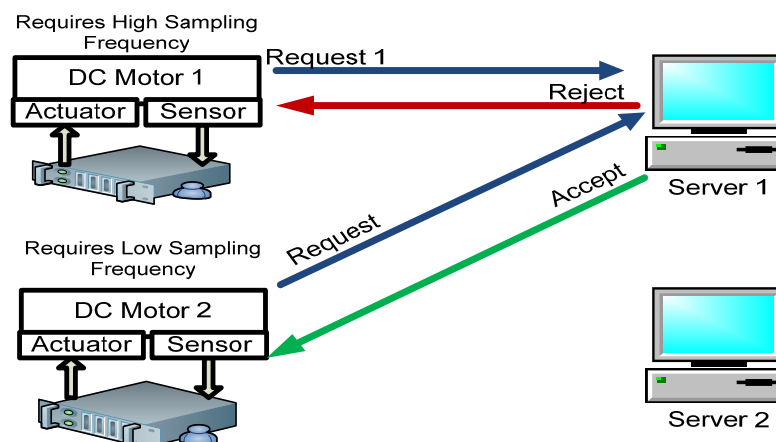 Requires High Sampling
Frequency
DC Motor 1
Actuator
Sensor
Request 1
Reject
Server 1
Request
Accept
Requires Low Sampling
Frequency
DC Motor 2
Actuator
Sensor
Server 2